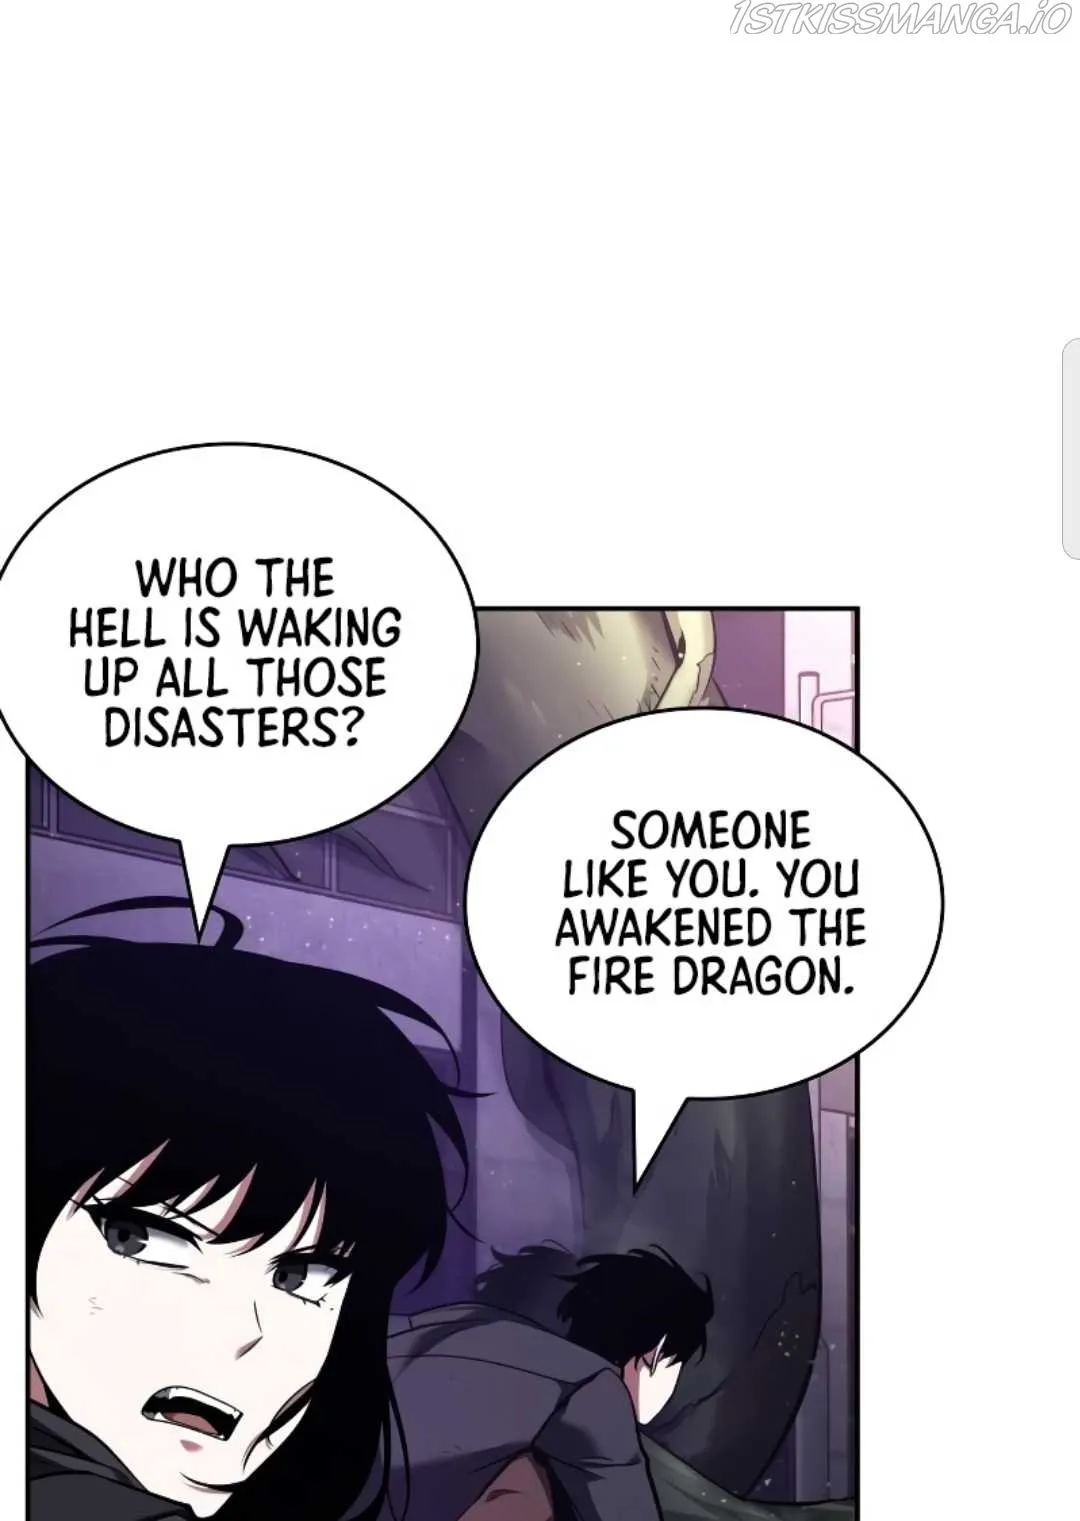 1STKISSMANGA.iO
WHO THE
HELL IS WAKING
UP ALL THOSE
DISASTERS?
SOMEONE
LIKE YOU. YOU
AWAKENED THE
FIRE DRAGON.